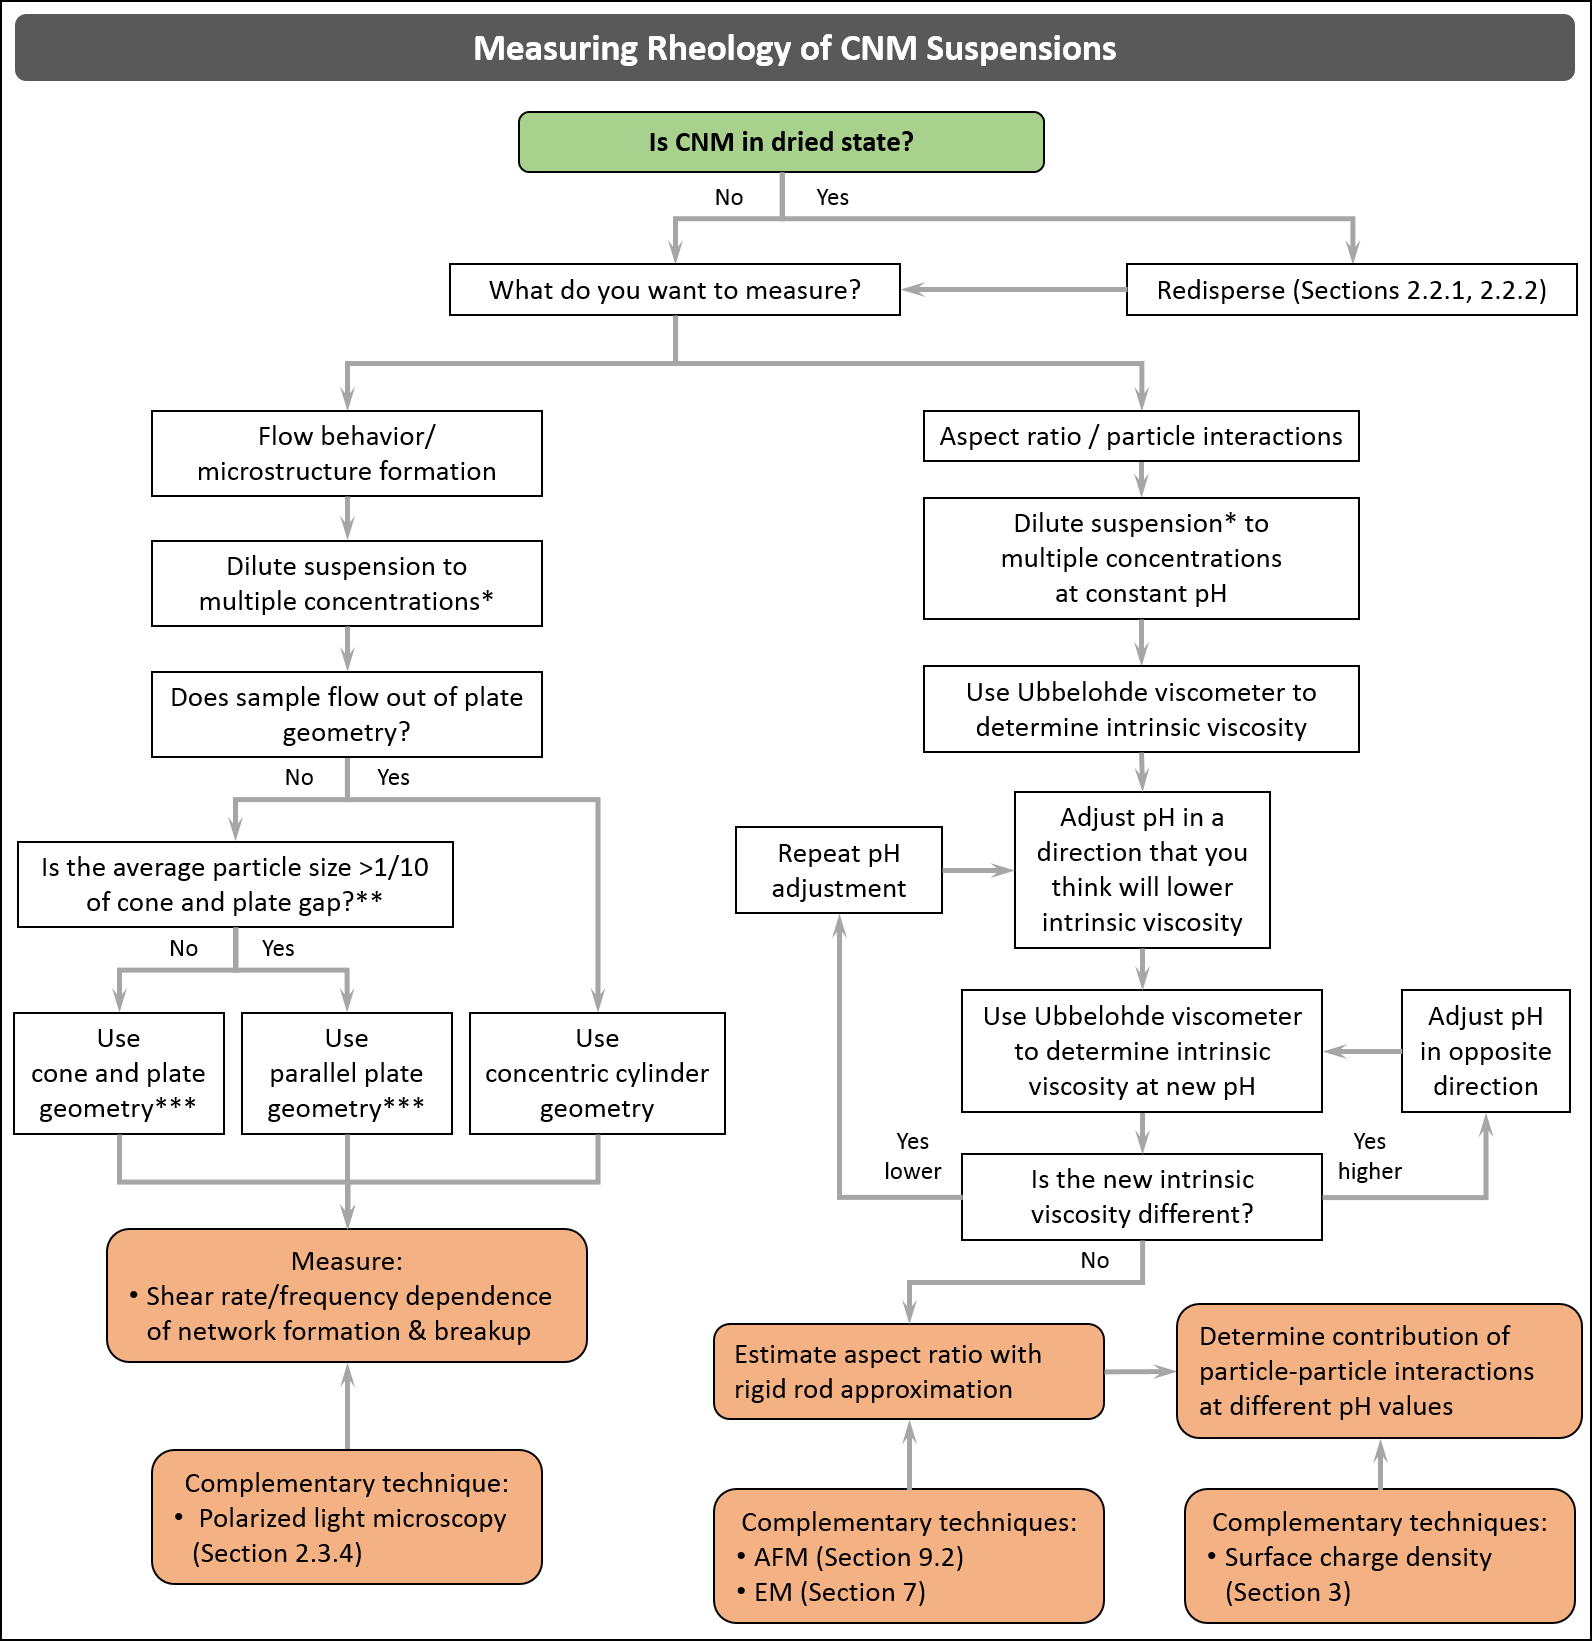 Measuring Rheology of CNM Suspensions
Is CNM in dried state?
No
Yes
What do you want to measure?
Redisperse (Sections 2.2.1, 2.2.2)
Flow behavior/
microstructure formation
Dilute suspension to
multiple concentrations*
Does sample flow out of plate
geometry?
No
Yes
Is the average particle size >1/10
of cone and plate gap?**
No
Yes
Use
cone and plate
geometry***
Use
parallel plate
geometry***
Use
concentric cylinder
geometry
Measure:
• Shear rate/frequency dependence
of network formation & breakup
Complementary technique:
• Polarized light microscopy
(Section 2.3.4)
Aspect ratio / particle interactions
Dilute suspension* to
multiple concentrations
at constant pH
Use Ubbelohde viscometer to
determine intrinsic viscosity
Adjust pH in a
direction that you
think will lower
intrinsic viscosity
Repeat pH
adjustment
Use Ubbelohde viscometer
to determine intrinsic
viscosity at new pH
Adjust pH
in opposite
direction
Yes
lower
Yes
higher
Is the new intrinsic
viscosity different?
No
Estimate aspect ratio with
rigid rod approximation
Determine contribution of
particle-particle interactions
at different pH values
Complementary techniques:
• AFM (Section 9.2)
• EM (Section 7)
Complementary techniques:
• Surface charge density
(Section 3)